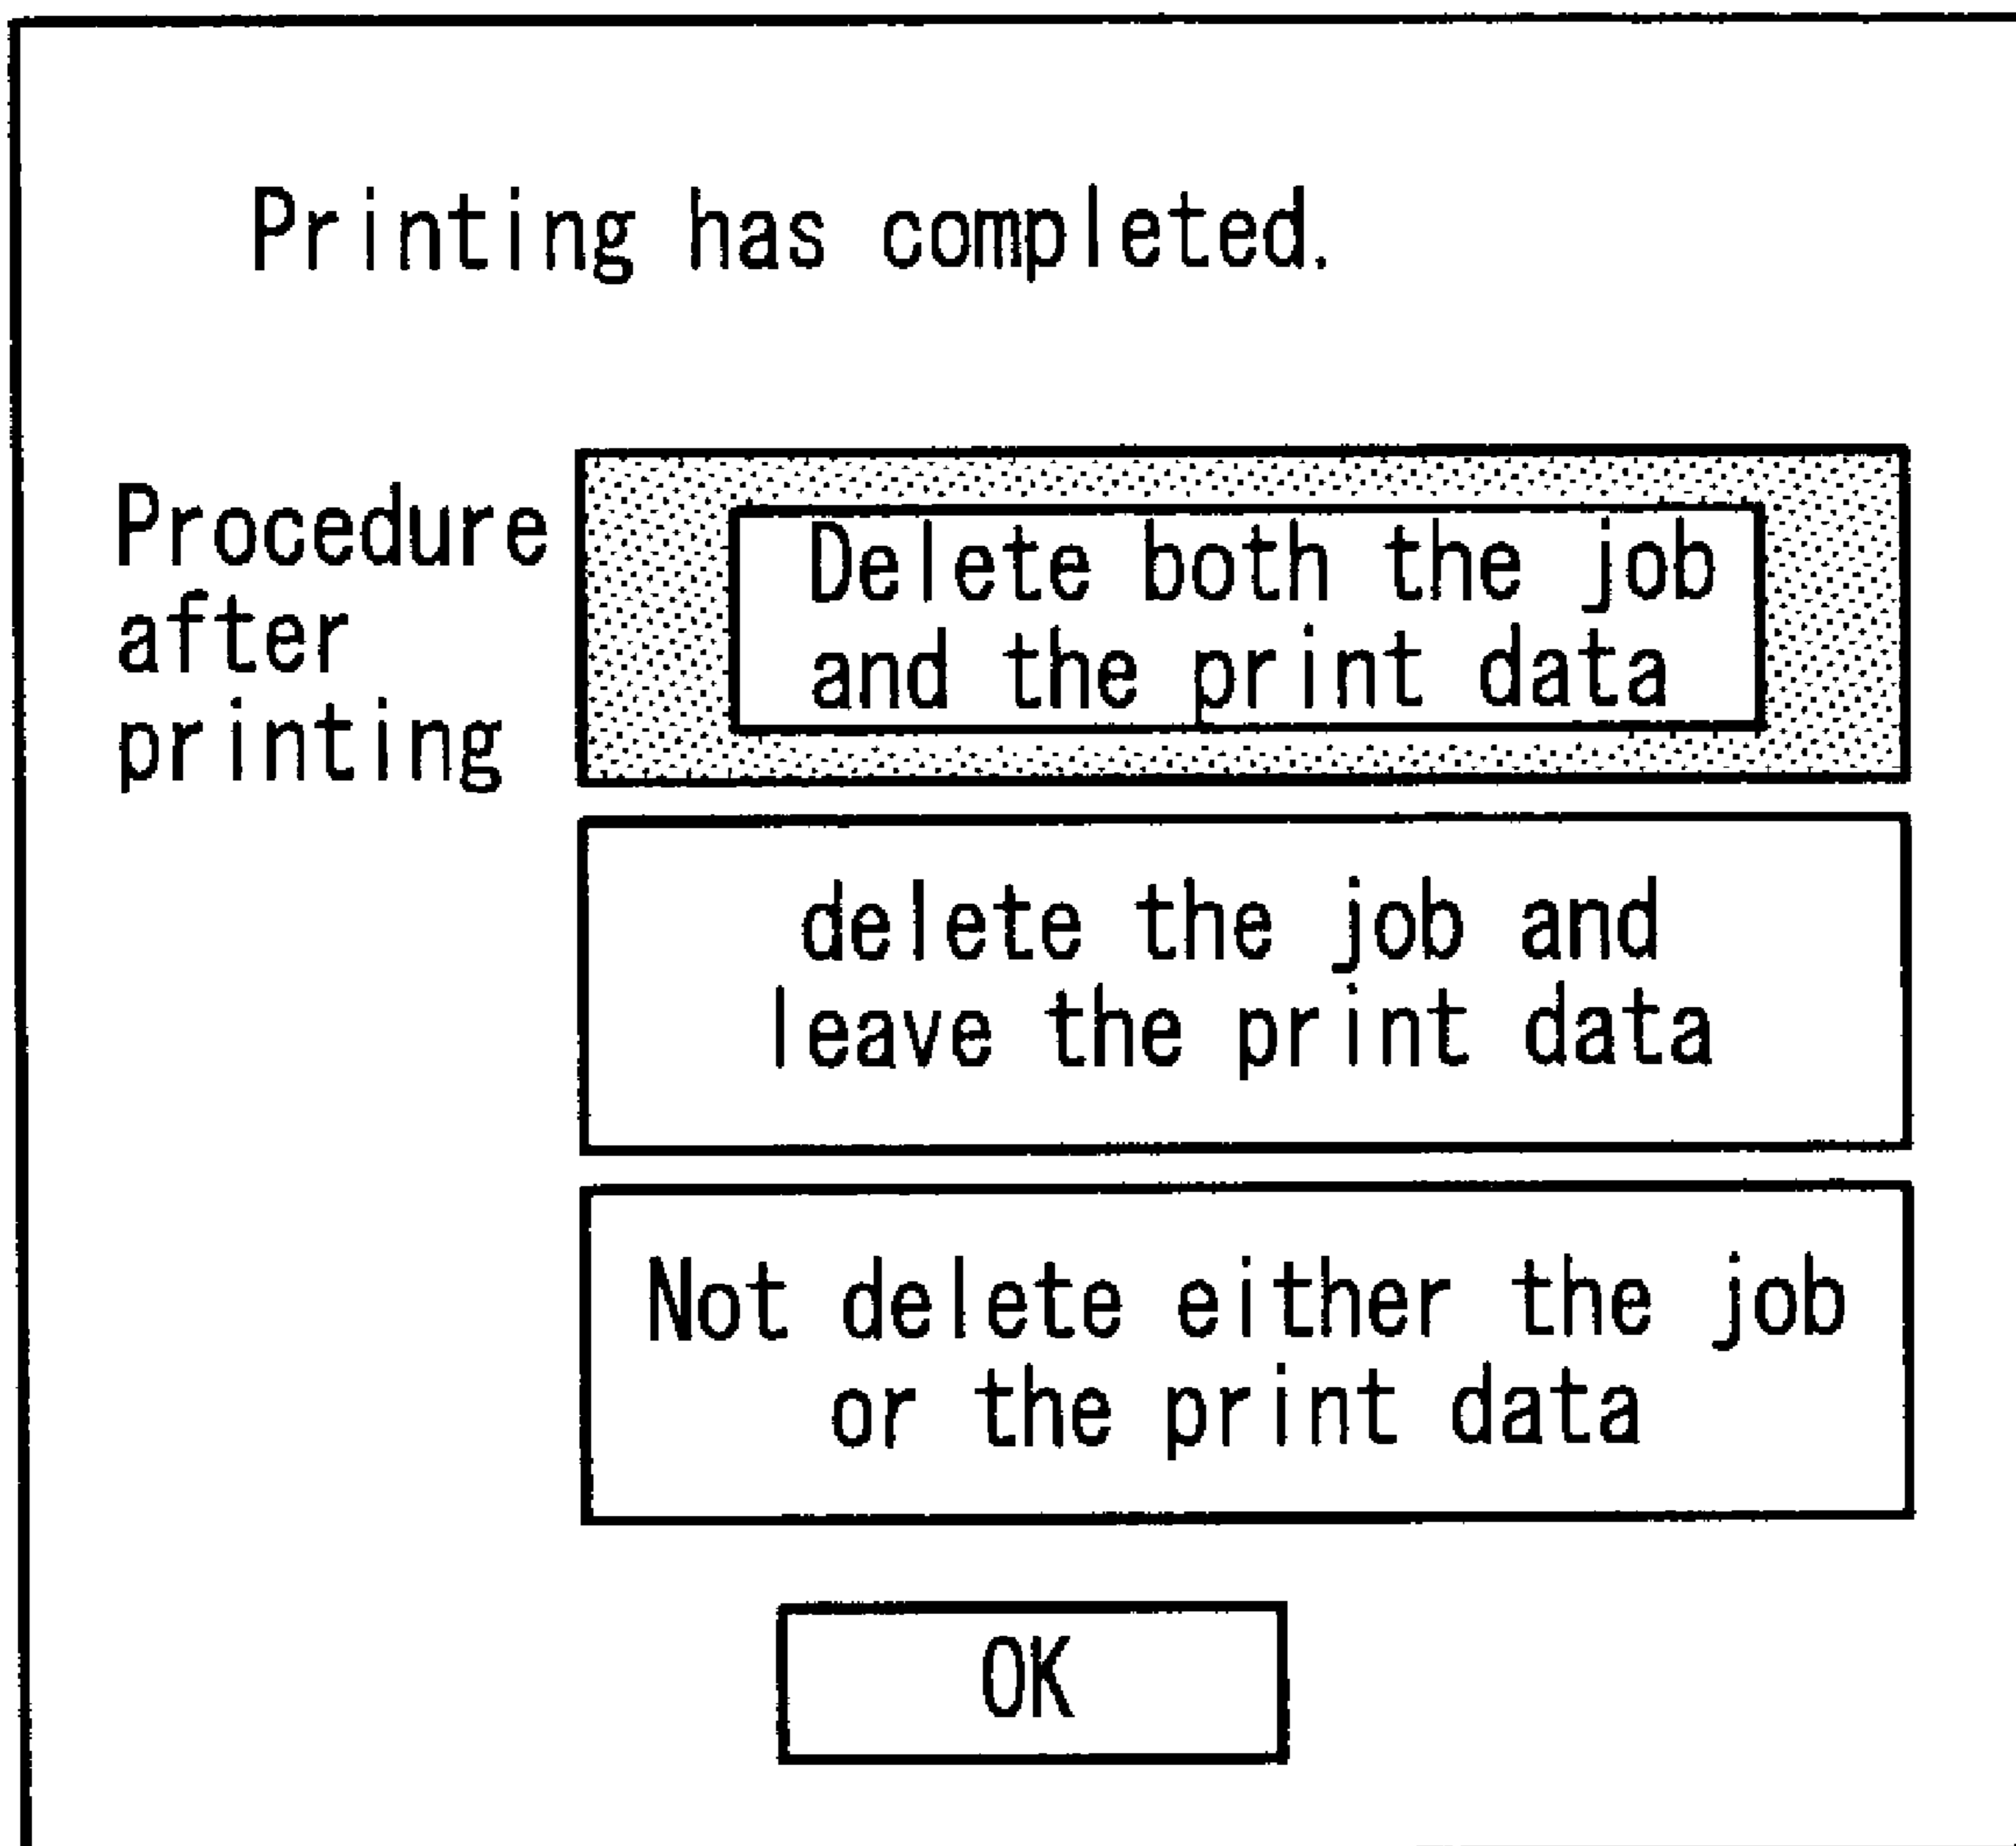 Printing has completed.
Procedure
after
printing
Delete both the job
and the print data
delete the job and
leave the print data
Not delete either the job
or the print data
OK